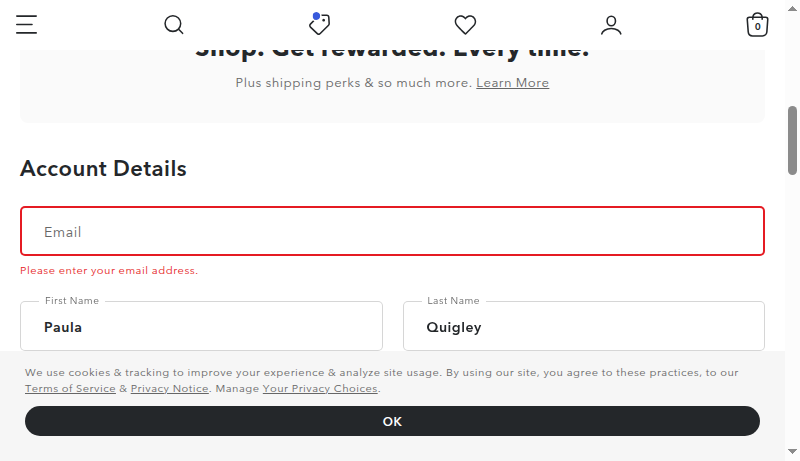 0
Shop. Get rewarded. Every time.
Plus shipping perks & so much more. Learn More
Account Details
Email
Please enter your email address.
First Name
Last Name
Paula
Quigley
We use cookies & tracking to improve your experience & analyze site usage. By using our site, you agree to these practices, to our
Terms of Service & Privacy Notice. Manage Your Privacy Choices.
OK